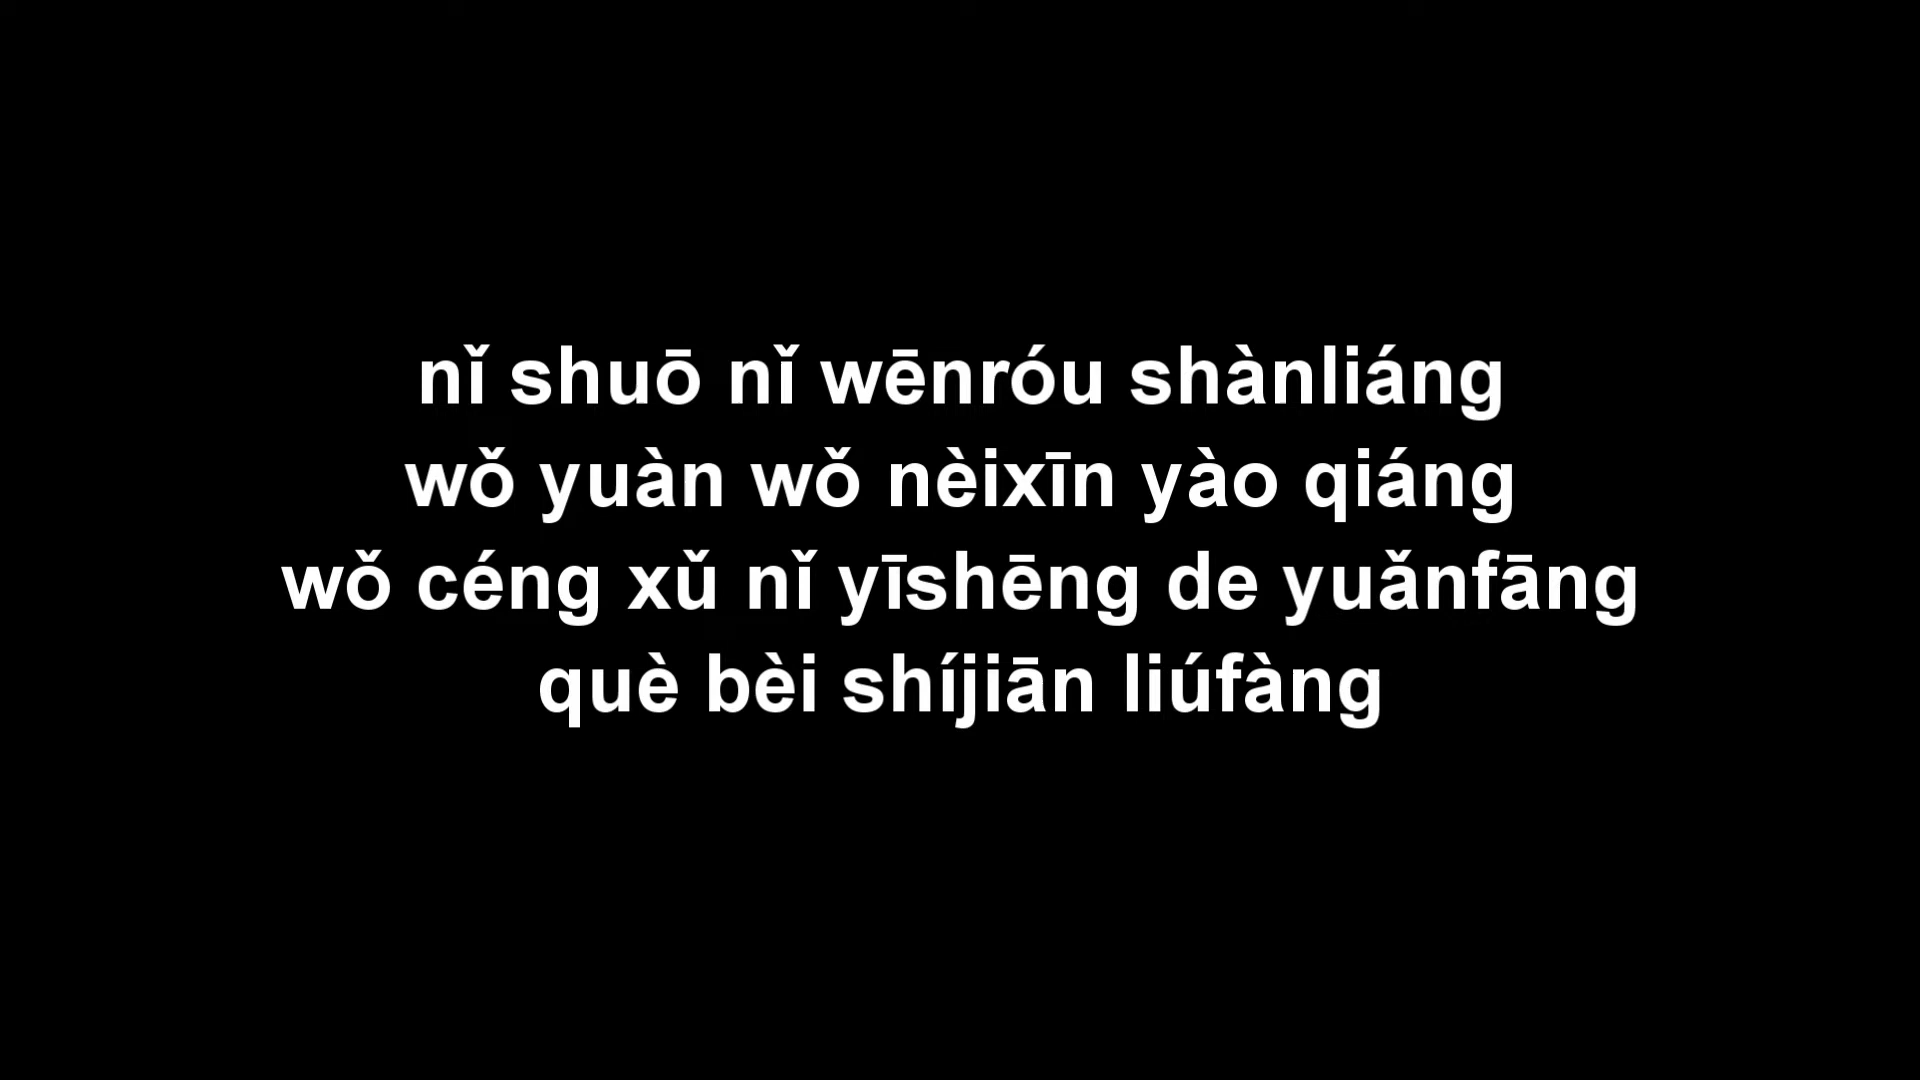 nǐ shuō nǐ wēnróu shànliáng
wǒ yuàn wǒ nèixīn yào qiáng
wǒ céng xǔ nǐ yīshēng de yuǎnfāng
què bèi shíjiān liúfàng